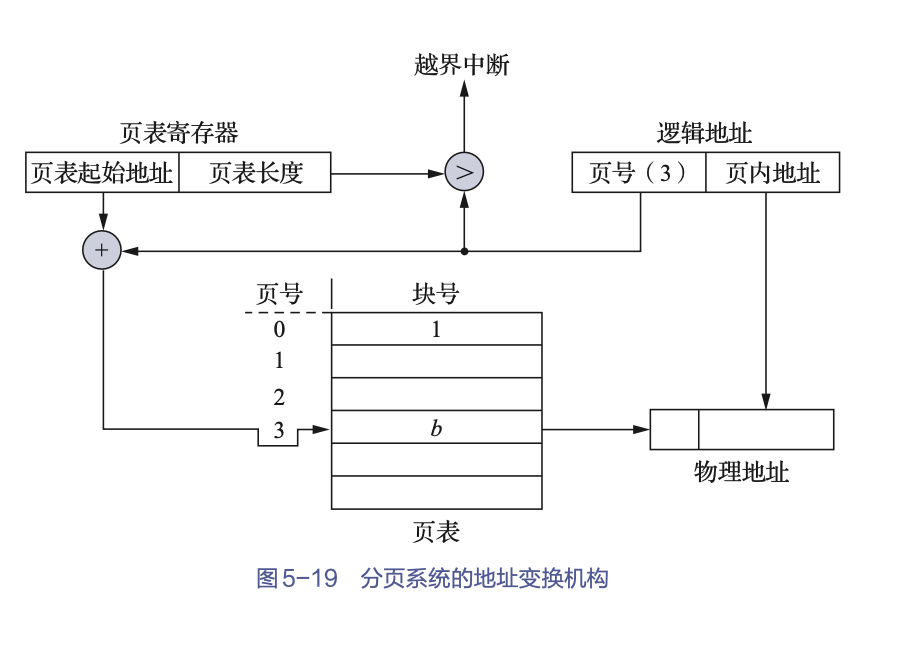 越界中断
页表寄存器
逻辑地址
页表起始地址 页表长度
>
页号（3） 页内地址
+
页号 块号
0 1
1
2
3 b
物理地址
页表
图5-19 分页系统的地址变换机构